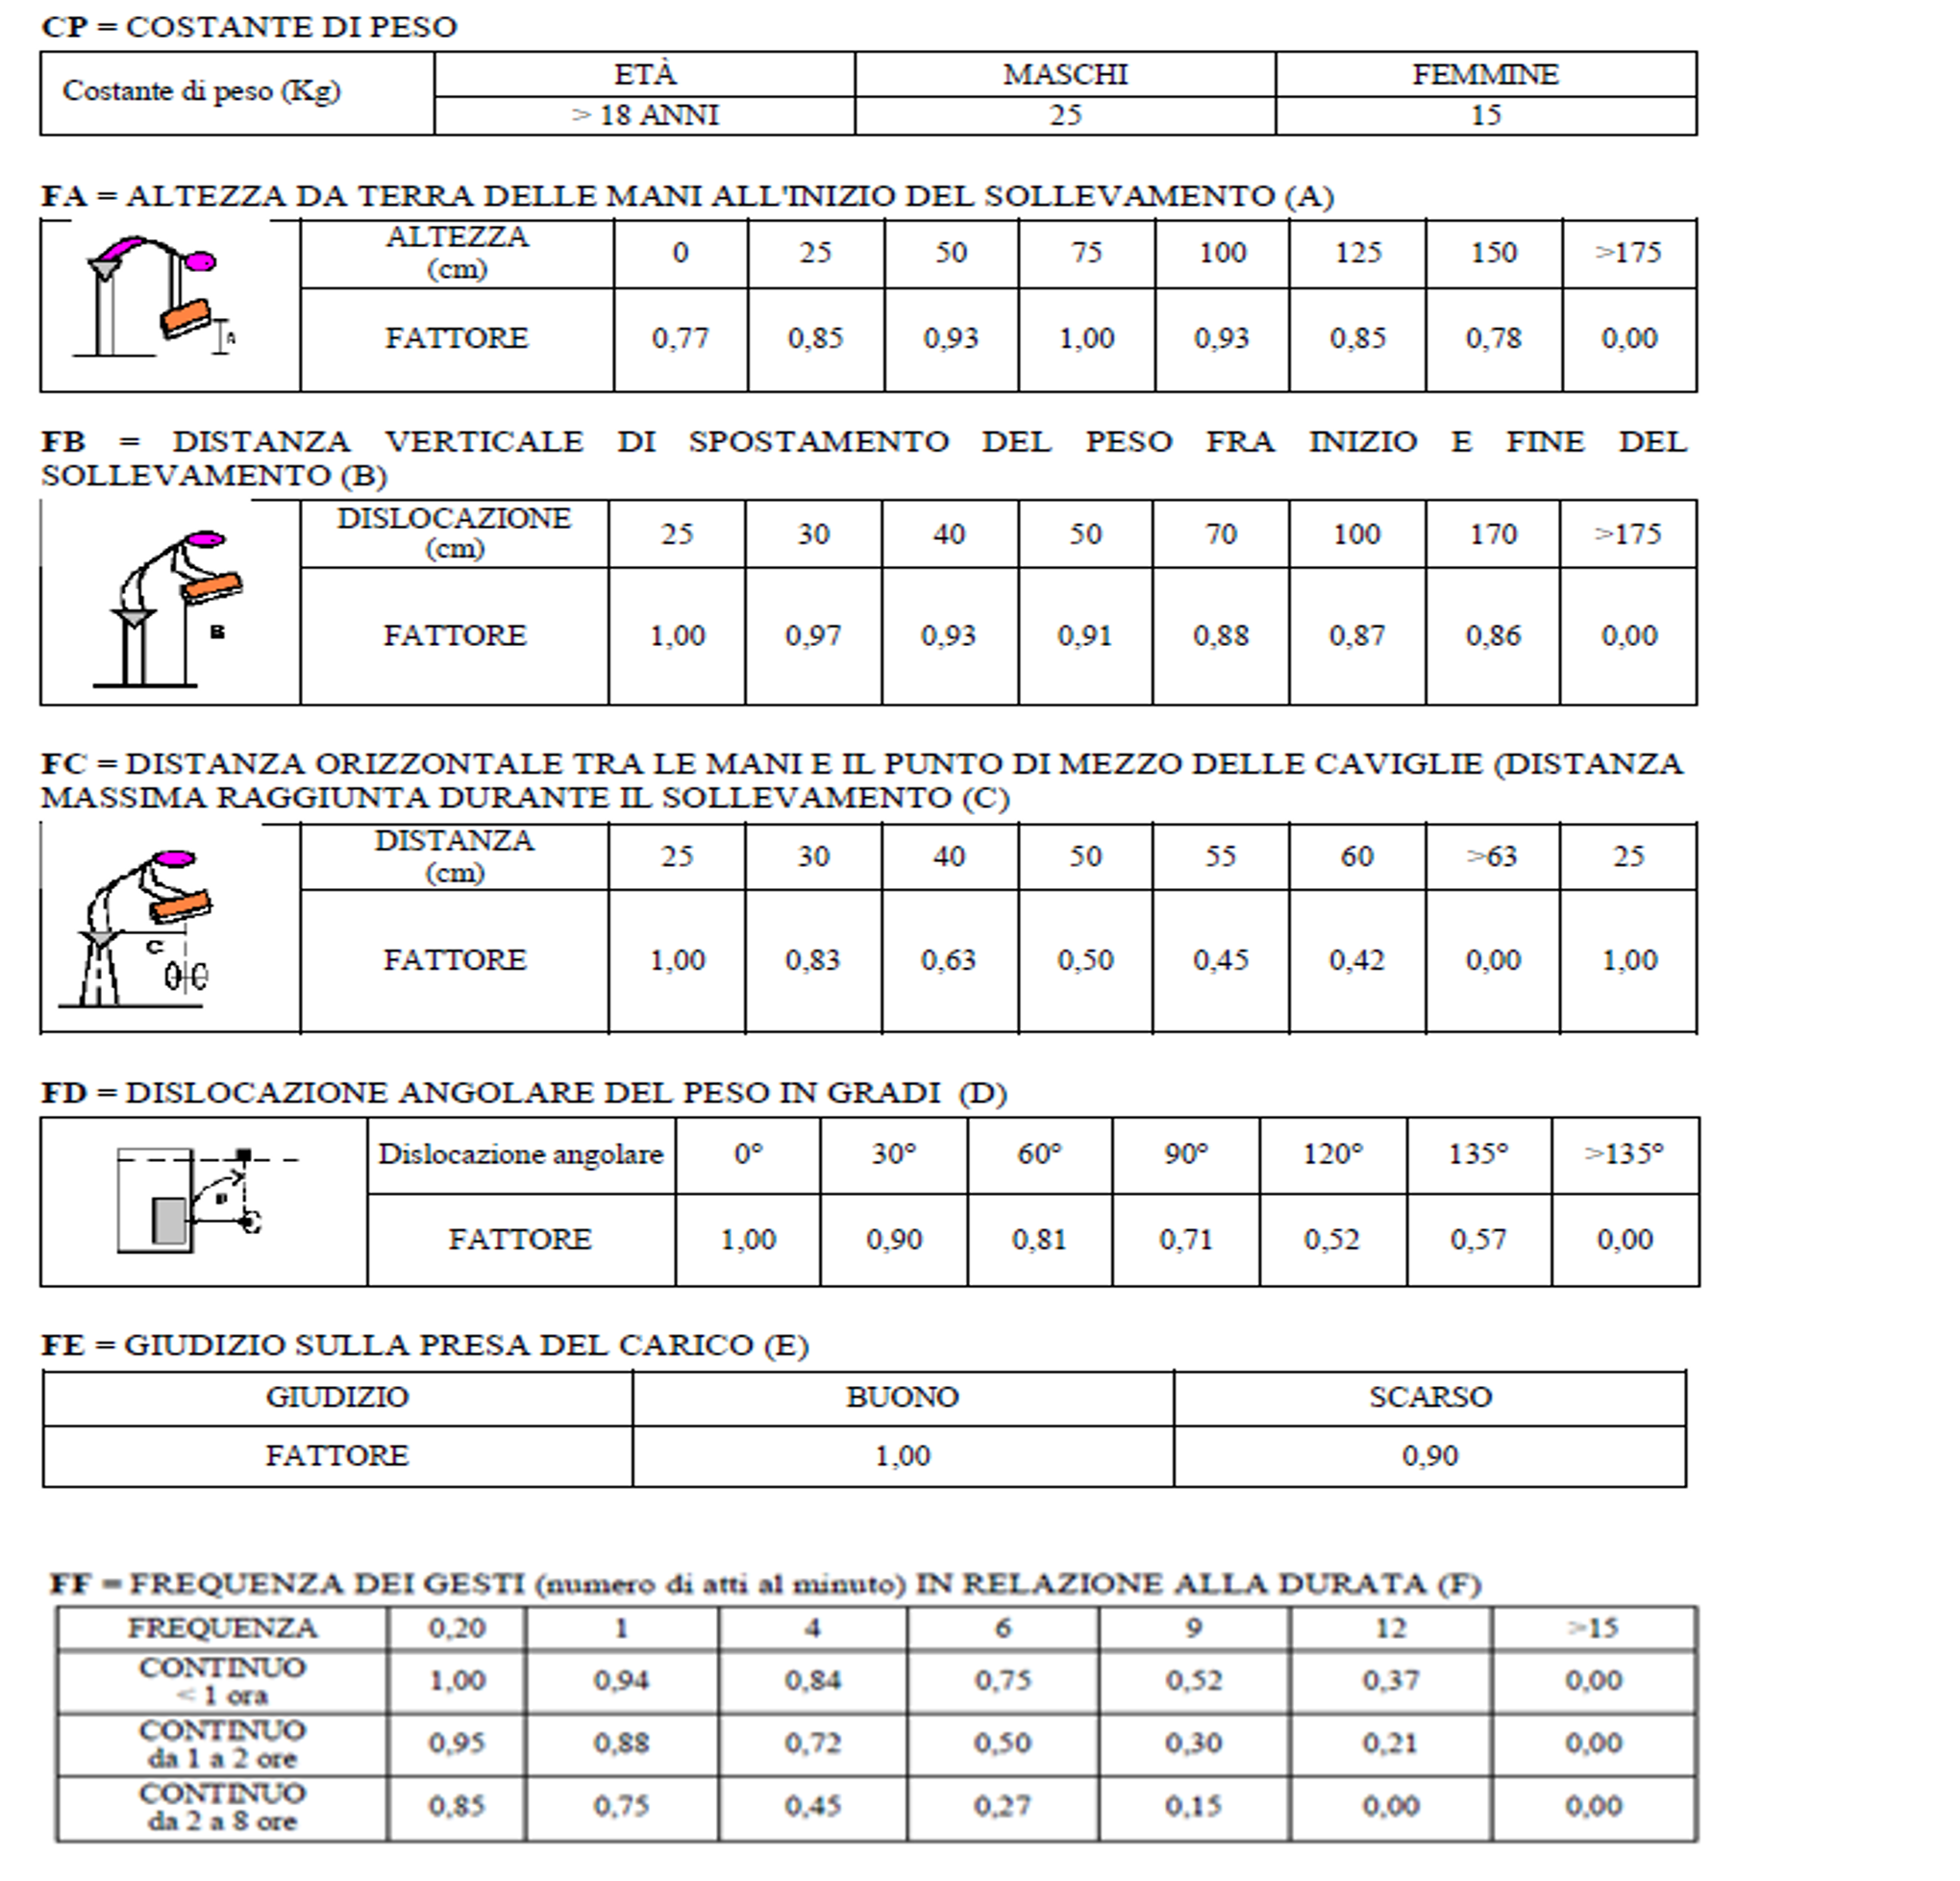 CP = COSTANTE DI PESO
Costante di peso (Kg) ETÀ MASCHI FEMMINE
> 18 ANNI 25 15
FA = ALTEZZA DA TERRA DELLE MANI ALL'INIZIO DEL SOLLEVAMENTO (A)
ALTEZZA (cm) 0 25 50 75 100 125 150 >175
A
FATTORE 0,77 0,85 0,93 1,00 0,93 0,85 0,78 0,00
FB = DISTANZA VERTICALE DI SPOSTAMENTO DEL PESO FRA INIZIO E FINE DEL
SOLLEVAMENTO (B)
DISLOCAZIONE (cm) 25 30 40 50 70 100 170 >175
B
FATTORE 1,00 0,97 0,93 0,91 0,88 0,87 0,86 0,00
FC = DISTANZA ORIZZONTALE TRA LE MANI E IL PUNTO DI MEZZO DELLE CAVIGLIE (DISTANZA
MASSIMA RAGGIUNTA DURANTE IL SOLLEVAMENTO (C)
DISTANZA (cm) 25 30 40 50 55 60 >63 25
C
FATTORE 1,00 0,83 0,63 0,50 0,45 0,42 0,00 1,00
FD = DISLOCAZIONE ANGOLARE DEL PESO IN GRADI (D)
Dislocazione angolare 0° 30° 60° 90° 120° 135° >135°
D
FATTORE 1,00 0,90 0,81 0,71 0,52 0,57 0,00
FE = GIUDIZIO SULLA PRESA DEL CARICO (E)
GIUDIZIO BUONO SCARSO
FATTORE 1,00 0,90
FF = FREQUENZA DEI GESTI (numero di atti al minuto) IN RELAZIONE ALLA DURATA (F)
FREQUENZA 0,20 1 4 6 9 12 >15
CONTINUO < 1 ora 1,00 0,94 0,84 0,75 0,52 0,37 0,00
CONTINUO da 1 a 2 ore 0,95 0,88 0,72 0,50 0,30 0,21 0,00
CONTINUO da 2 a 8 ore 0,85 0,75 0,45 0,27 0,15 0,00 0,00